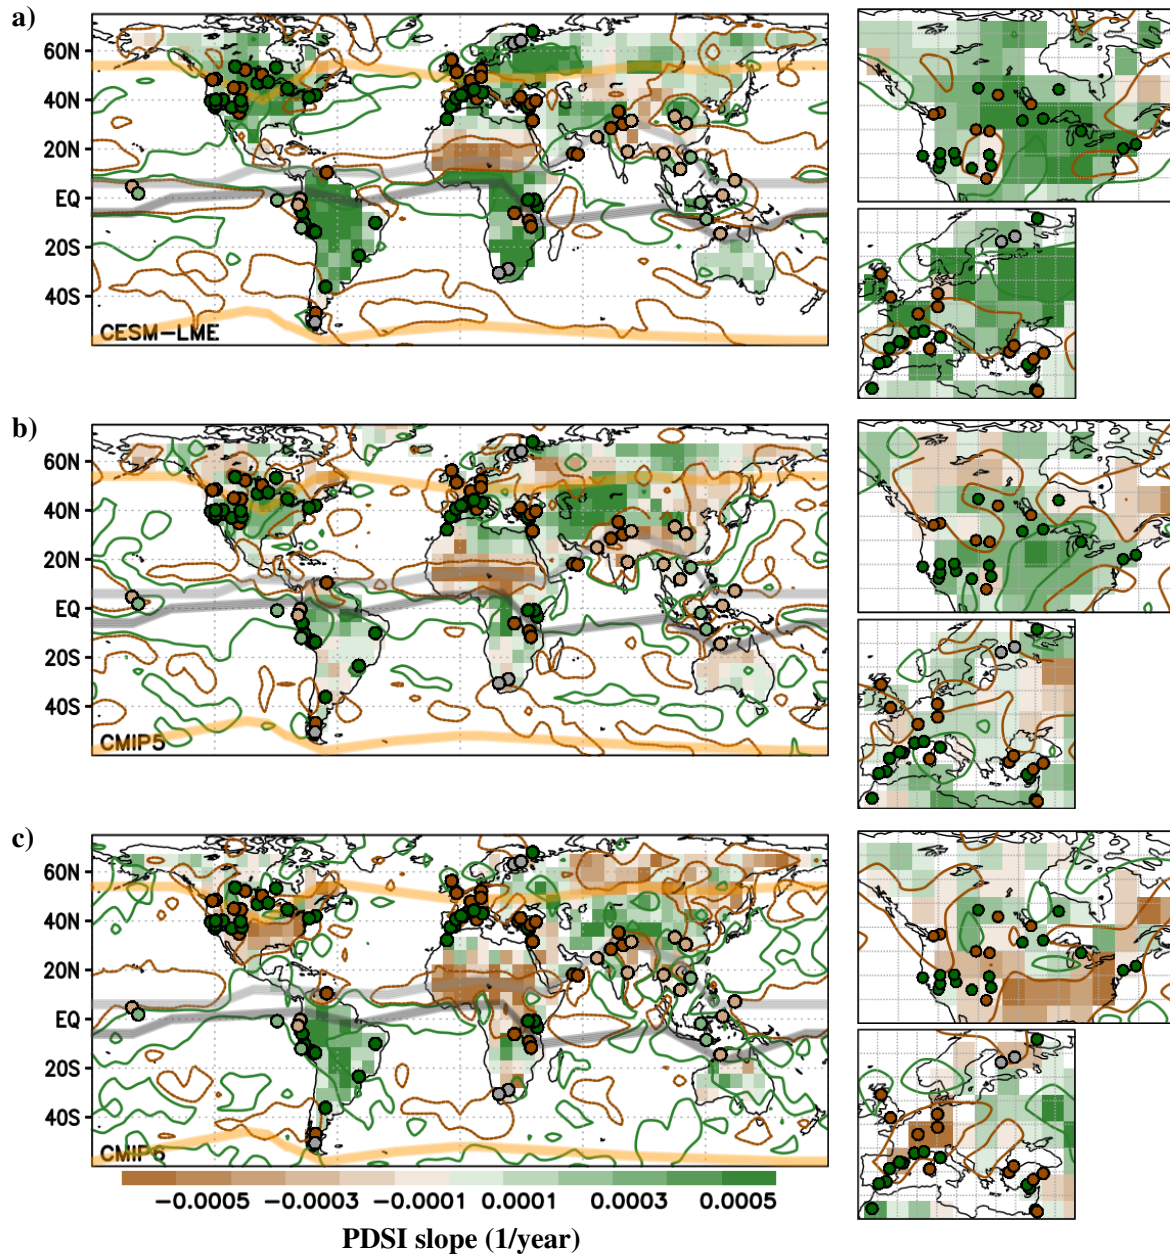 a)
60N
40N
20N
EQ
20S
40S
CESM-LME
b)
60N
40N
20N
EQ
20S
40S
CMIP5
c)
60N
40N
20N
EQ
20S
40S
CMIP6
-0.0005 -0.0003 -0.0001 0.0001 0.0003 0.0005
PDSI slope (1/year)